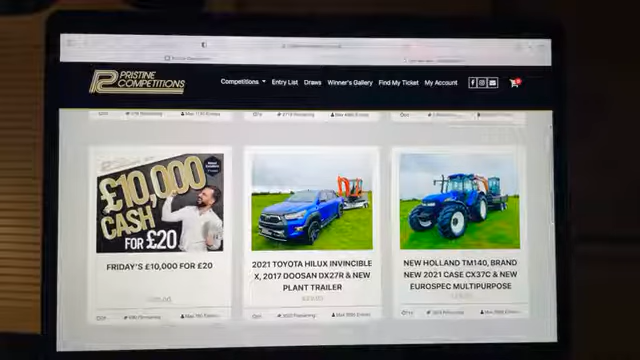 PRISTINE
COMPETITIONS
Competitions Entry List Draws Winner's Gallery Find My Ticket My Account
£10,000
CASH
FOR £20
FRIDAY'S £10,000 FOR £20
2021 TOYOTA HILUX INVINCIBLE
X, 2017 DOOSAN DX27R & NEW
PLANT TRAILER
NEW HOLLAND TM140, BRAND
NEW 2021 CASE CX37C & NEW
EUROSPEC MULTIPURPOSE